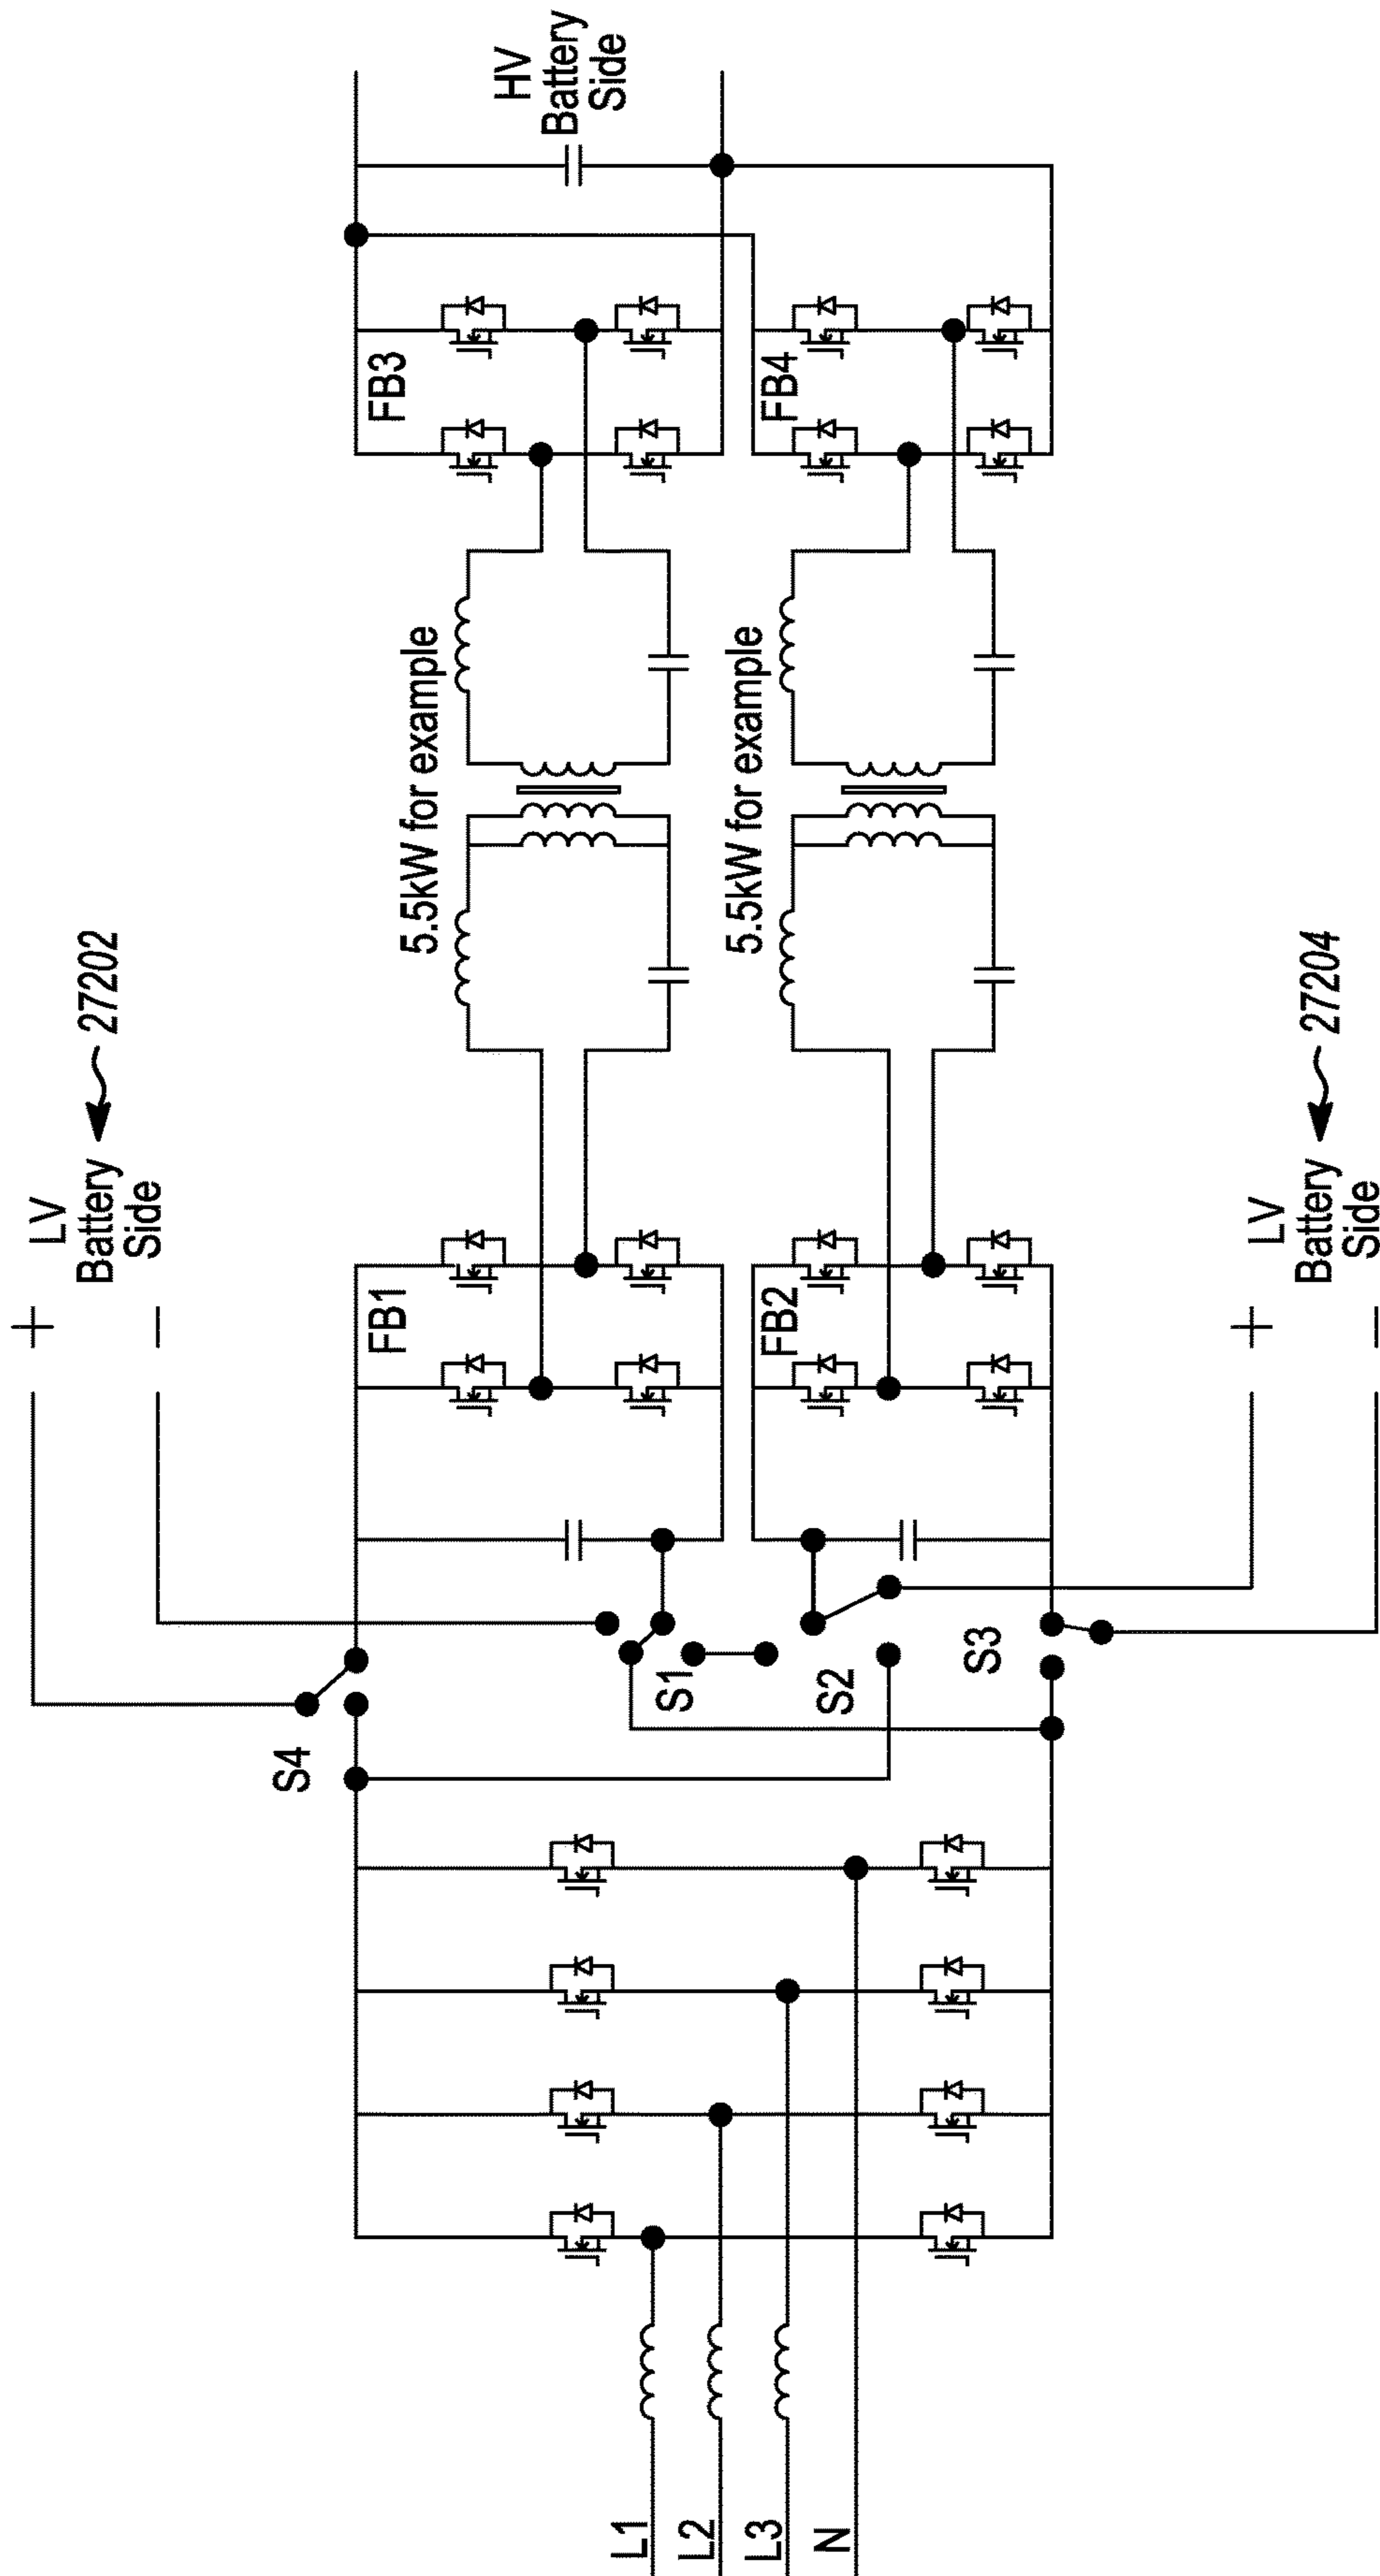 LV
Battery
Side
27202
+
−
HV
Battery
Side
S4
FB1
5.5kW for example
FB3
S1
S2
S3
FB2
5.5kW for example
FB4
L1
L2
L3
N
+
−
LV
Battery
Side
27204